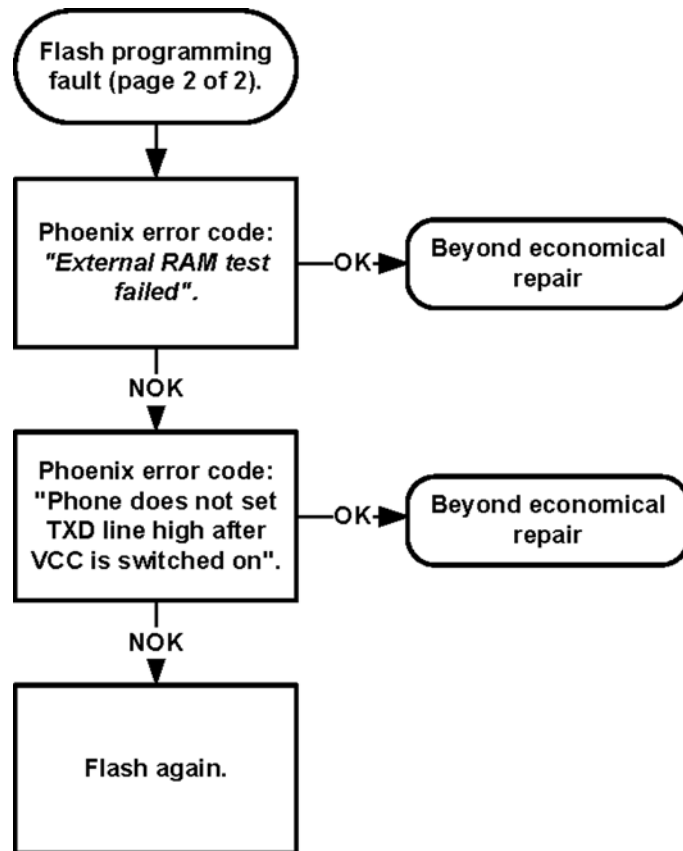 Flash programming
fault (page 2 of 2).
Phoenix error code:
"External RAM test
failed".
OK
Beyond economical
repair
NOK
Phoenix error code:
"Phone does not set
TXD line high after
VCC is switched on".
OK
Beyond economical
repair
NOK
Flash again.